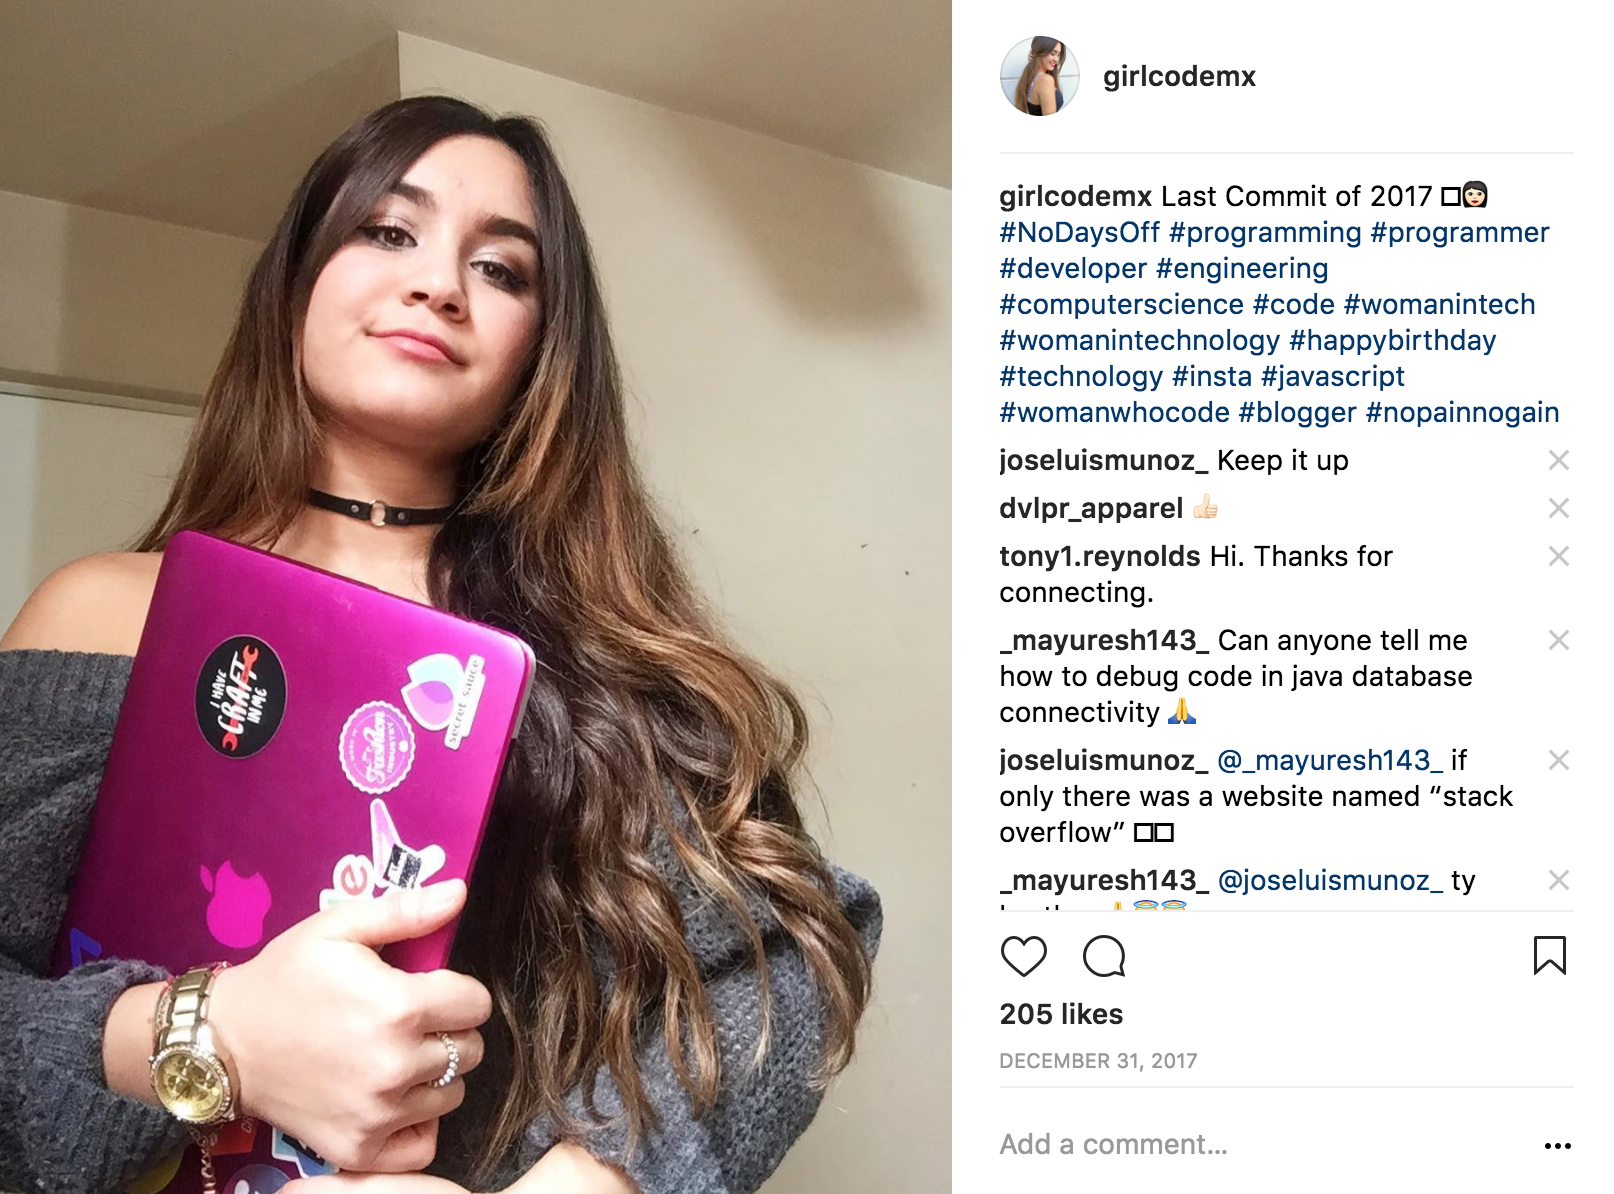 I HAVE
CRAFT
IN ME
secret sauce
Fashion
INDUSTRY
e
girlcodemx
girlcodemx Last Commit of 2017 □👩🏻
#NoDaysOff #programming #programmer
#developer #engineering
#computerscience #code #womanintech
#womanintechnology #happybirthday
#technology #insta #javascript
#womanwhocode #blogger #nopainnogain
joseluismunoz_ Keep it up
dvlpr_apparel 👍🏻
tony1.reynolds Hi. Thanks for
connecting.
_mayuresh143_ Can anyone tell me
how to debug code in java database
connectivity 🙏
joseluismunoz_ @_mayuresh143_ if
only there was a website named “stack
overflow” □□
_mayuresh143_ @joseluismunoz_ ty
205 likes
DECEMBER 31, 2017
Add a comment...